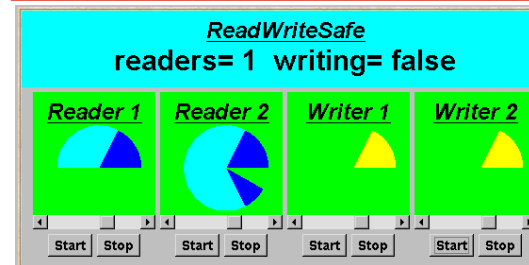 ReadWriteSafe
readers= 1 writing= false
Reader 1 Reader 2 Writer 1 Writer 2
Start Stop Start Stop Start Stop Start Stop